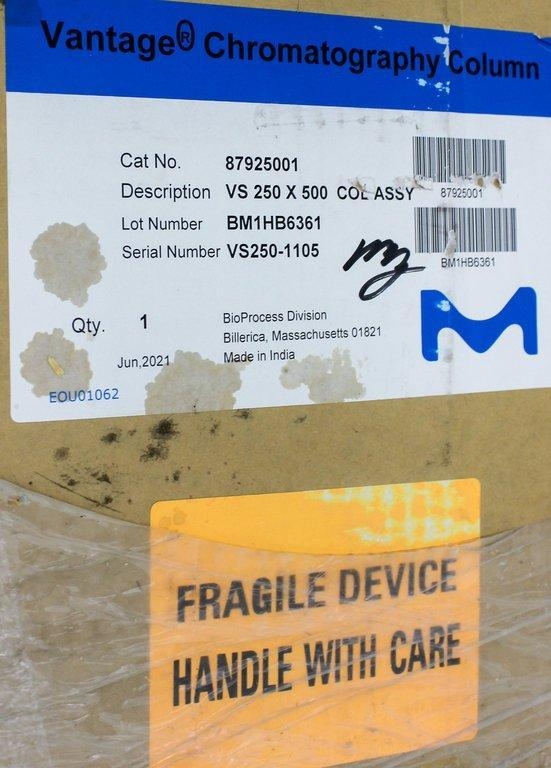 Vantage® Chromatography Column
Cat No. 87925001
Description VS 250 X 500 COL ASSY
87925001
Lot Number BM1HB6361
Serial Number VS250-1105
BM1HB6361
Qty. 1
BioProcess Division
Billerica, Massachusetts 01821
Jun,2021 Made in India
EOU01062
M
FRAGILE DEVICE
HANDLE WITH CARE